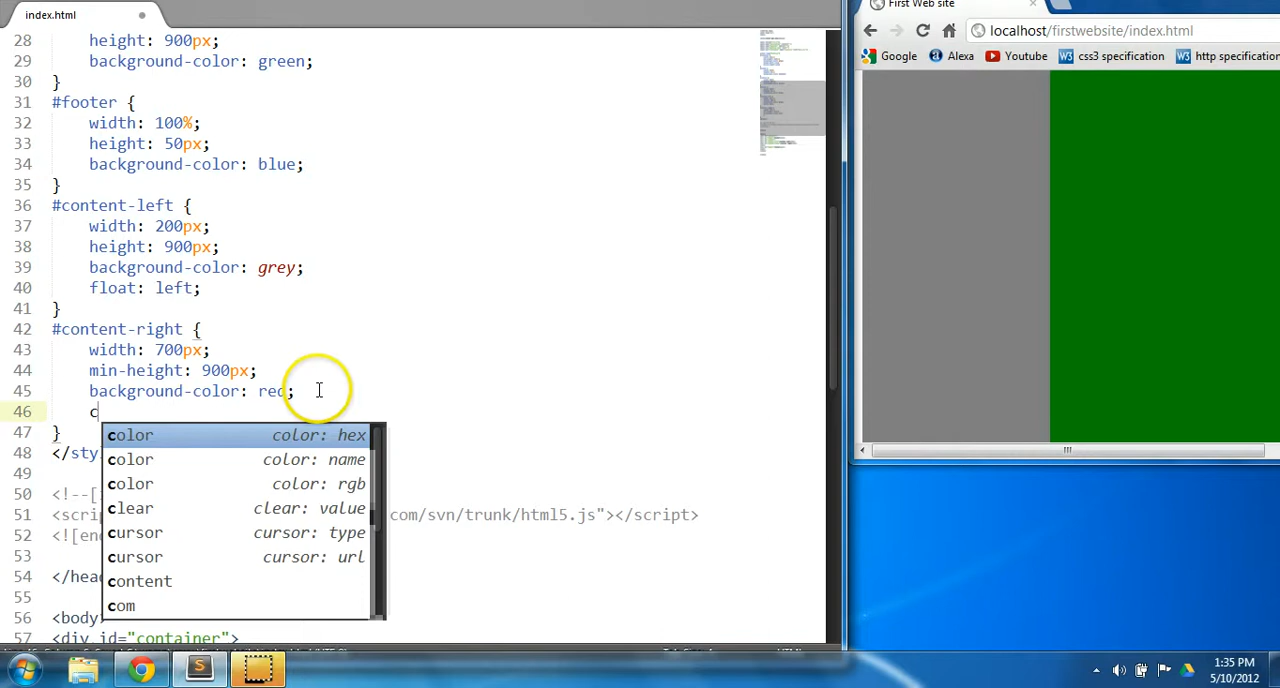 index.html
First Web site
localhost/firstwebsite/index.html
Google Alexa Youtube css3 specification http specification
28 height: 900px;
29 background-color: green;
30 }
31 #footer {
32 width: 100%;
33 height: 50px;
34 background-color: blue;
35 }
36 #content-left {
37 width: 200px;
38 height: 900px;
39 background-color: grey;
40 float: left;
41 }
42 #content-right {
43 width: 700px;
44 min-height: 900px;
45 background-color: red;
46 c
color color: hex
47 }
color color: name
48 </sty
color color: rgb
49
50 <!--[
clear clear: value
51 <scrip com/svn/trunk/html5.js"></script>
cursor cursor: type
52 <![en
cursor cursor: url
53
content
54 </hea
com
55
56 <body
57 <div id="container">
1:35 PM
5/10/2012